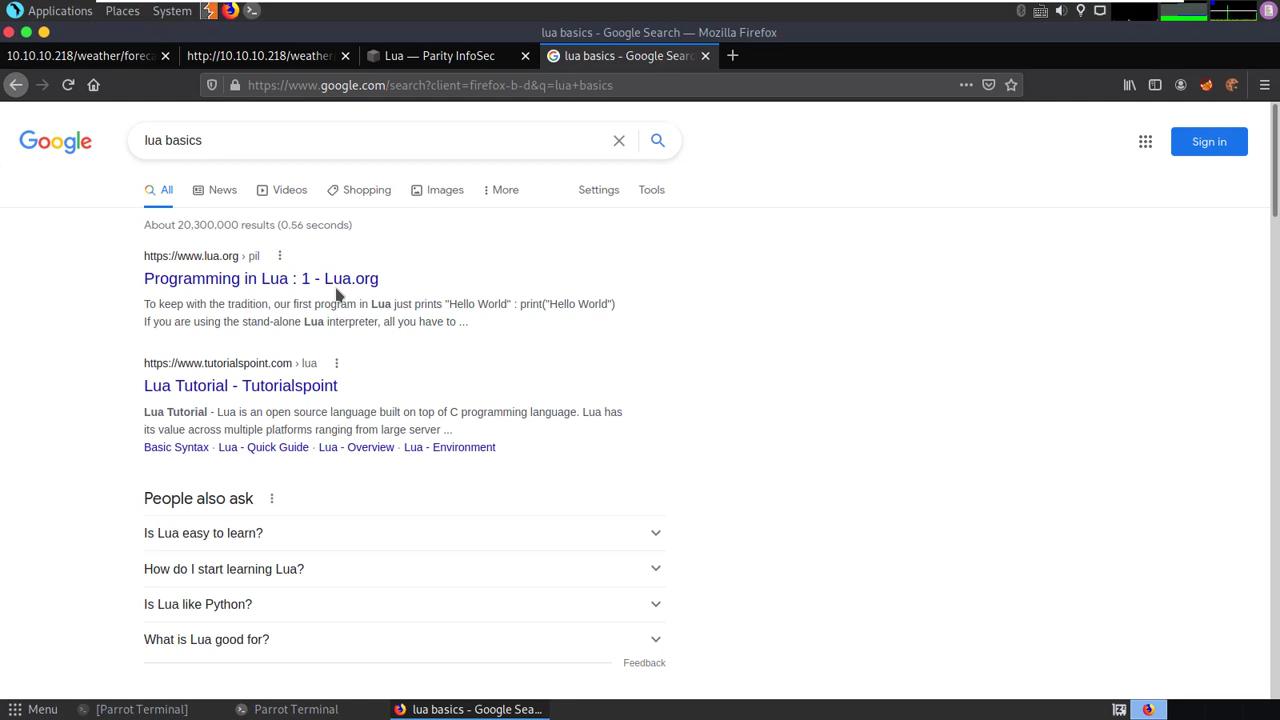 Applications Places System
lua basics - Google Search — Mozilla Firefox
10.10.10.218/weather/foreca
http://10.10.10.218/weather
Lua — Parity InfoSec
lua basics - Google Searc
https://www.google.com/search?client=firefox-b-d&q=lua+basics
Google
lua basics
Sign in
All News Videos Shopping Images More Settings Tools
About 20,300,000 results (0.56 seconds)
https://www.lua.org › pil
Programming in Lua : 1 - Lua.org
To keep with the tradition, our first program in Lua just prints "Hello World" : print("Hello World")
If you are using the stand-alone Lua interpreter, all you have to ...
https://www.tutorialspoint.com › lua
Lua Tutorial - Tutorialspoint
Lua Tutorial - Lua is an open source language built on top of C programming language. Lua has
its value across multiple platforms ranging from large server ...
Basic Syntax · Lua - Quick Guide · Lua - Overview · Lua - Environment
People also ask
Is Lua easy to learn?
How do I start learning Lua?
Is Lua like Python?
What is Lua good for?
Feedback
Menu [Parrot Terminal] Parrot Terminal lua basics - Google Sea...